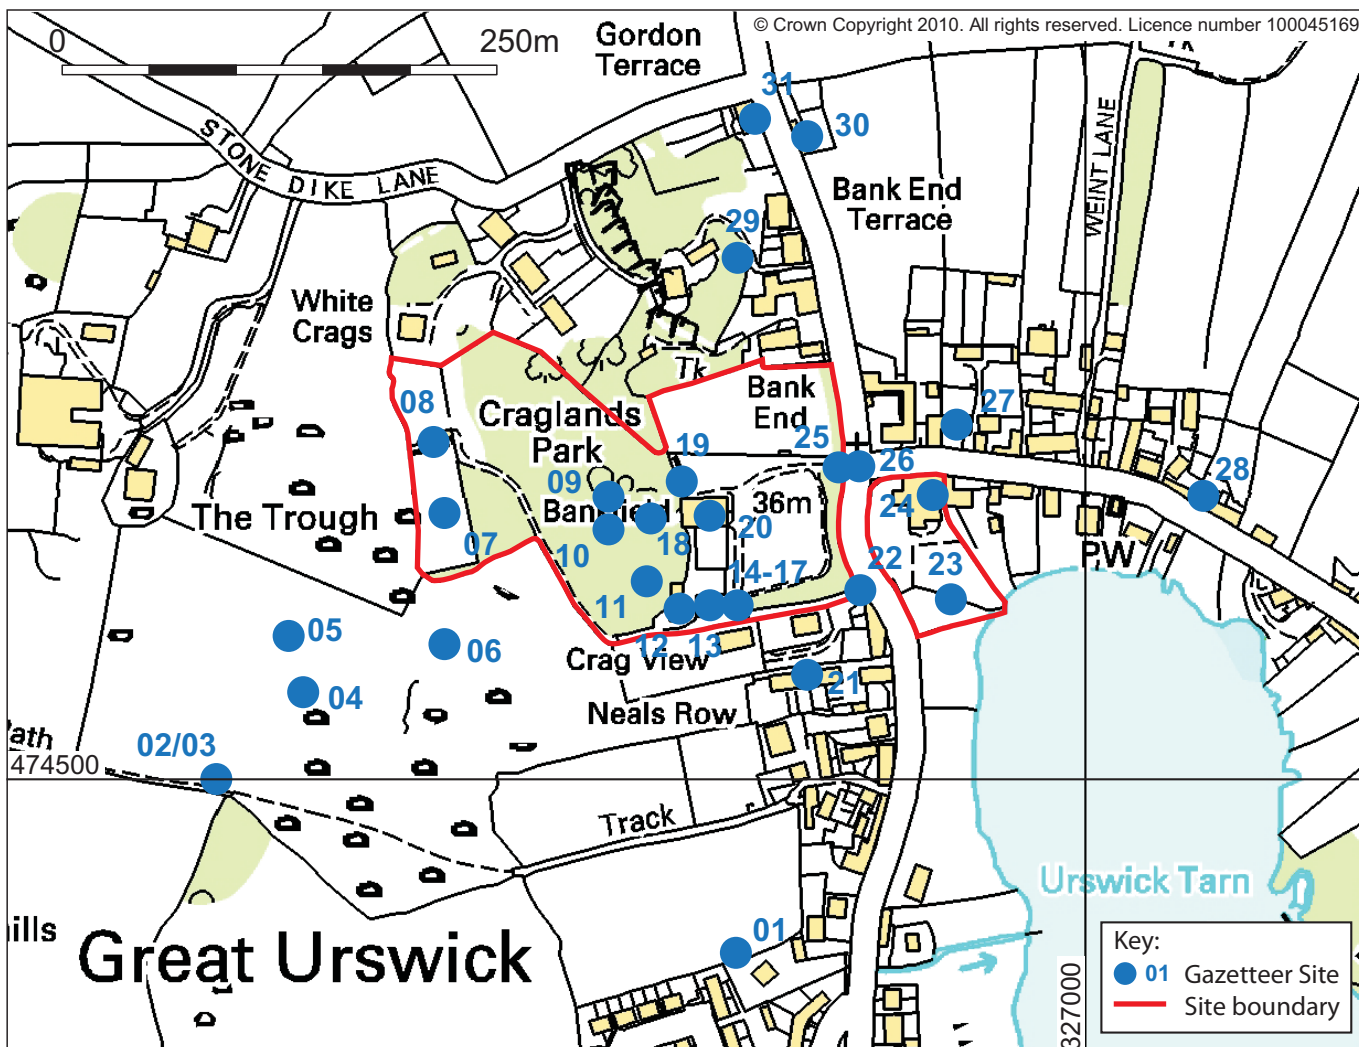 © Crown Copyright 2010. All rights reserved. Licence number 100045169
0
250m
Gordon
Terrace
31
30
STONE DIKE LANE
WEINT LANE
Bank End
Terrace
29
White
Crags
Tk
Bank
End
08
Craglands
Park
27
25
19
26
09
28
Bankfield
36m
24
The Trough
20
07
10
18
PW
22
14-17
23
11
05
06
12
13
Crag View
21
04
Neals Row
02/03
ath
474500
Track
Urswick Tarn
ills
Great Urswick
01
Key:
01 Gazetteer Site
Site boundary
327000